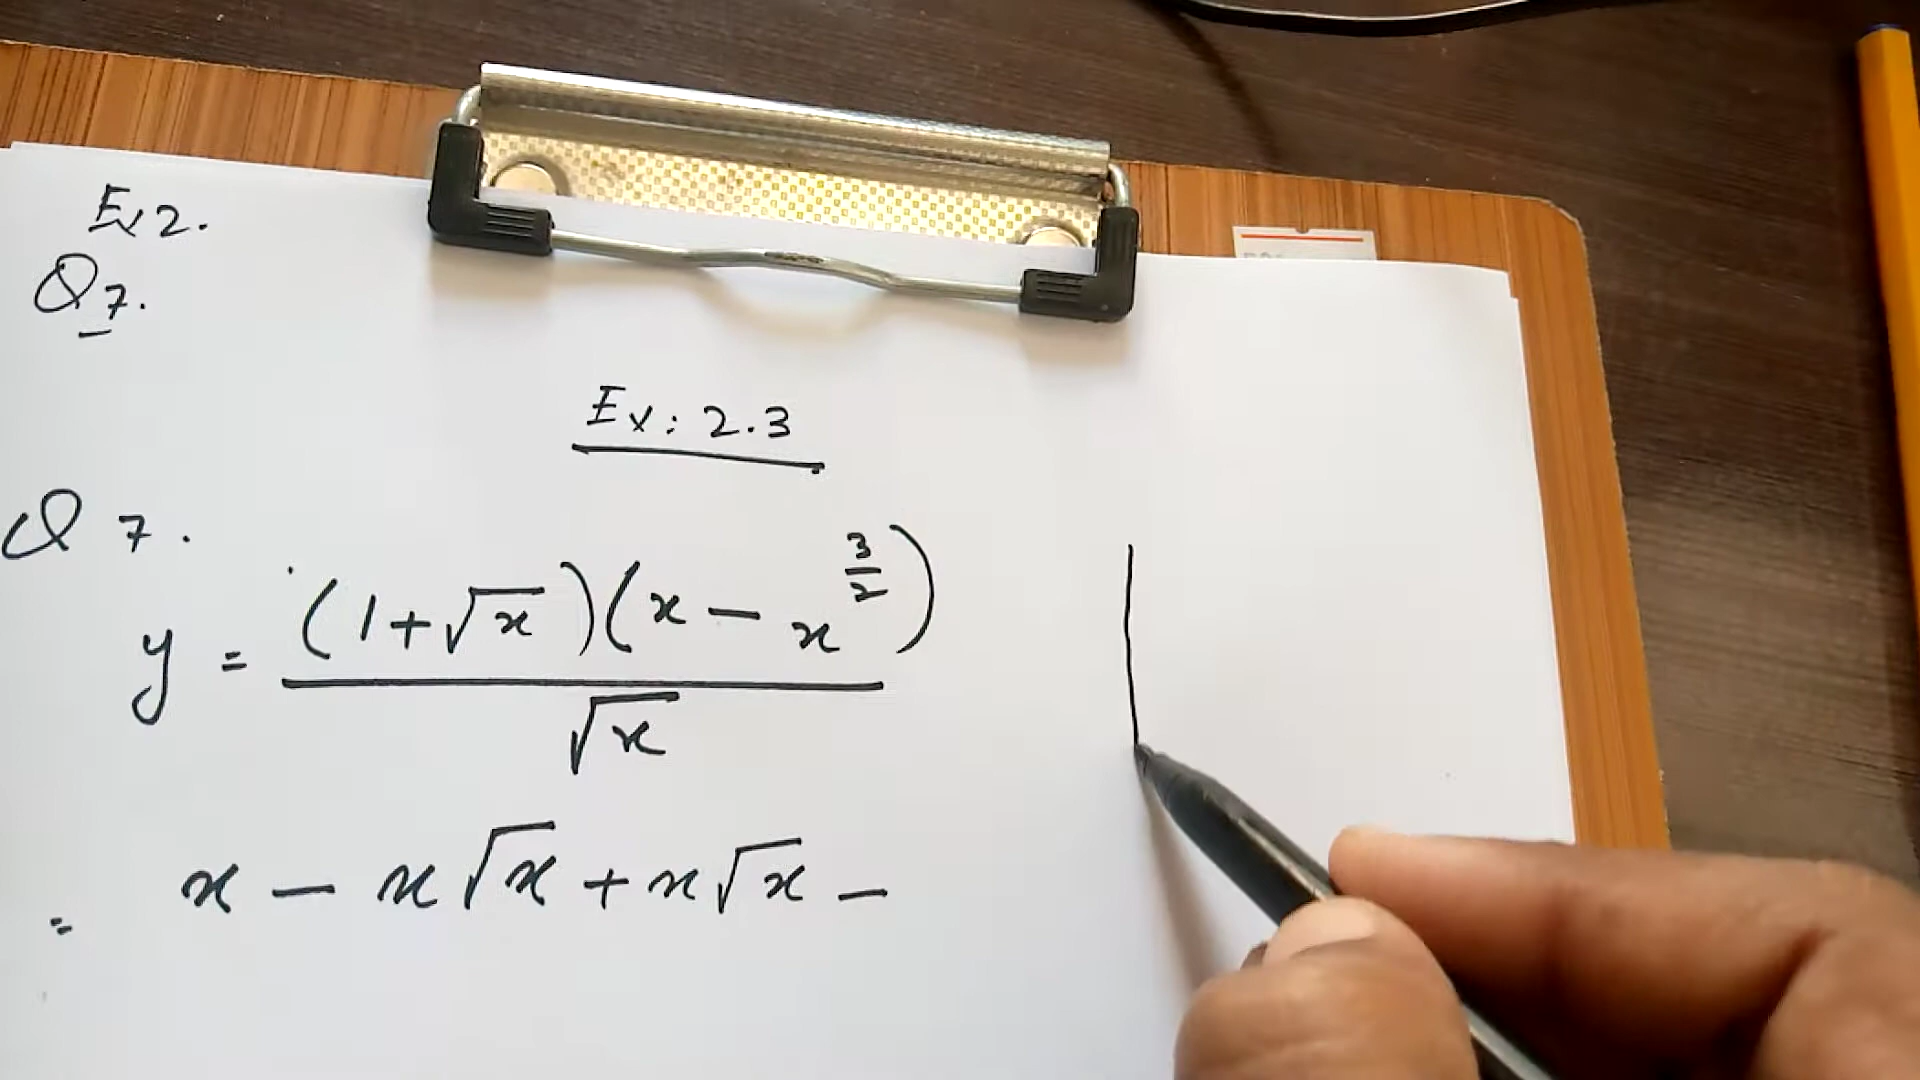 Ex 2.
Q 7.
Ex: 2.3
Q 7.
y = (1+√x)(x − x^(3/2)) / √x
= x − x√x + x√x −